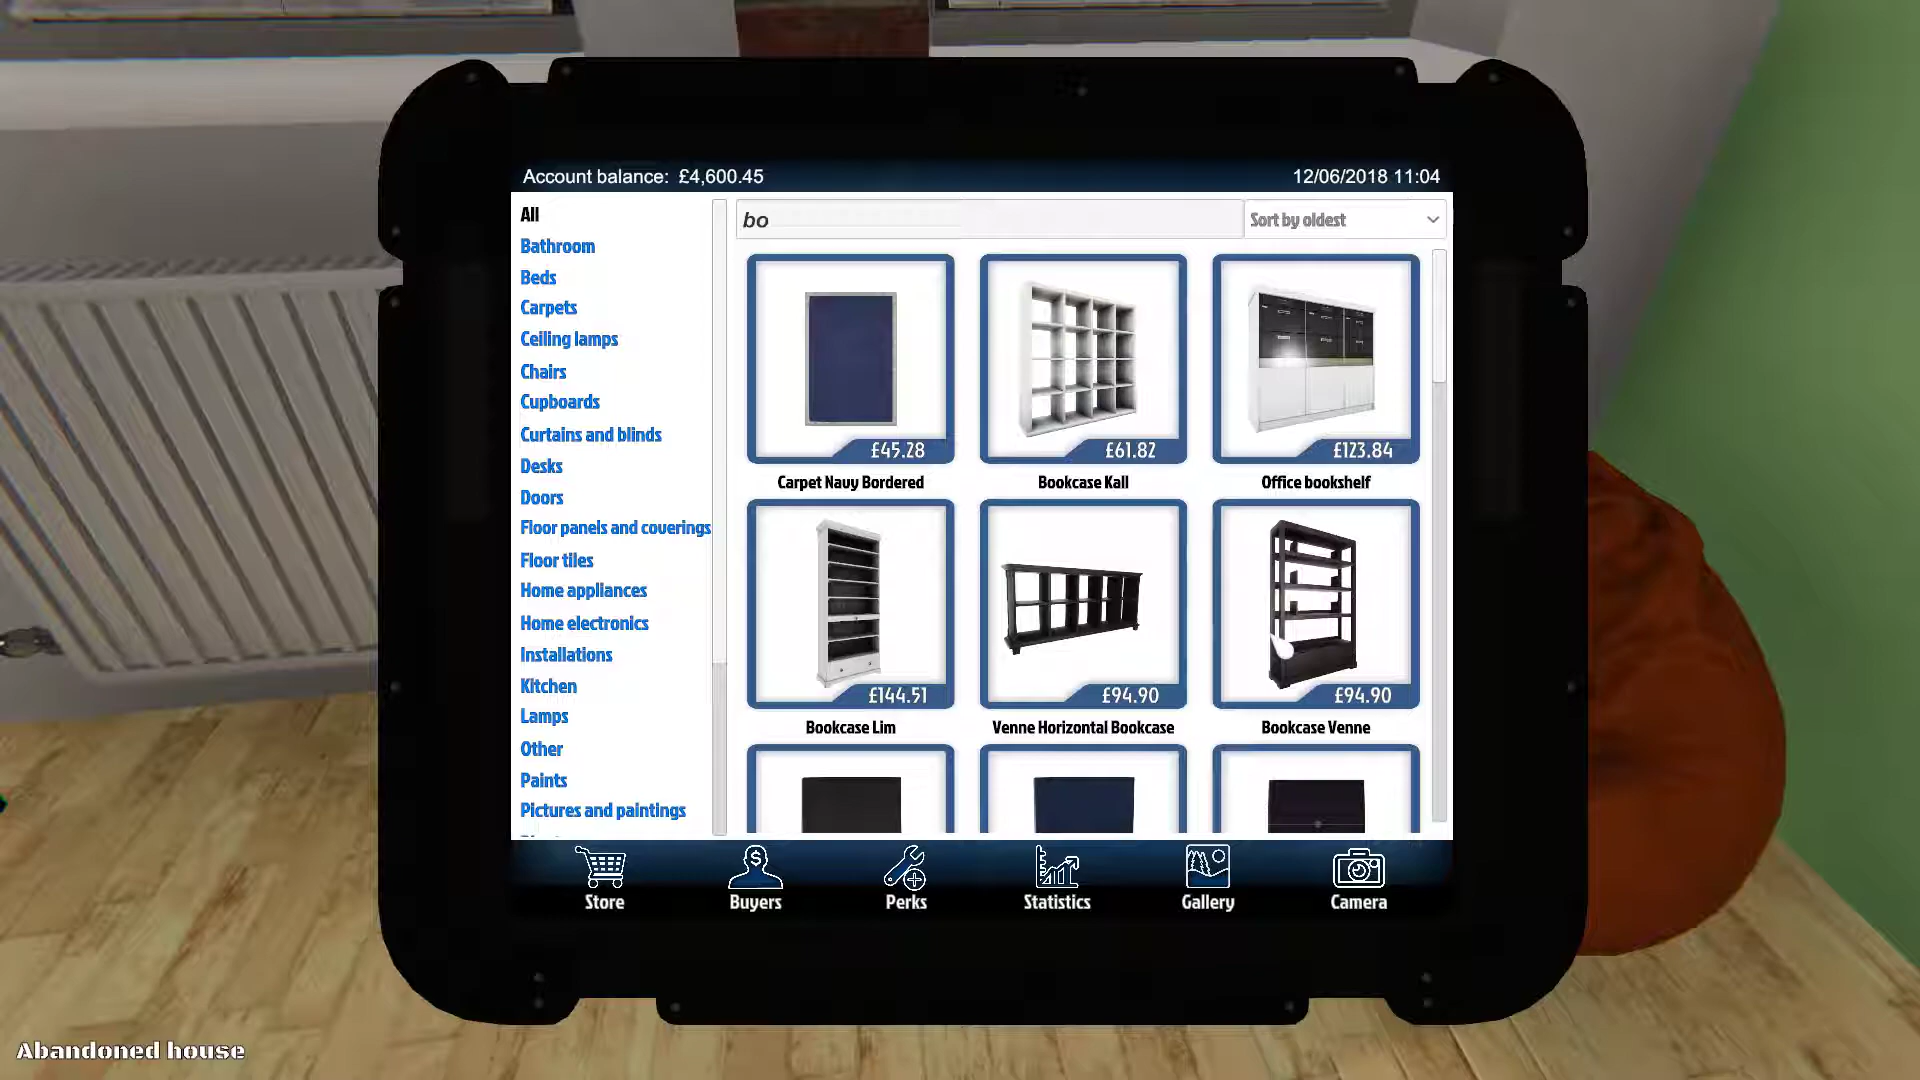 Account balance: £4,600.45
12/06/2018 11:04
All
Bathroom
Beds
Carpets
Ceiling lamps
Chairs
Cupboards
Curtains and blinds
Desks
Doors
Floor panels and coverings
Floor tiles
Home appliances
Home electronics
Installations
Kitchen
Lamps
Other
Paints
Pictures and paintings
bo
Sort by oldest
£45.28
£61.82
£123.84
Carpet Navy Bordered
Bookcase Kall
Office bookshelf
£144.51
£94.90
£94.90
Bookcase Lim
Venne Horizontal Bookcase
Bookcase Venne
Store
Buyers
Perks
Statistics
Gallery
Camera
Abandoned house